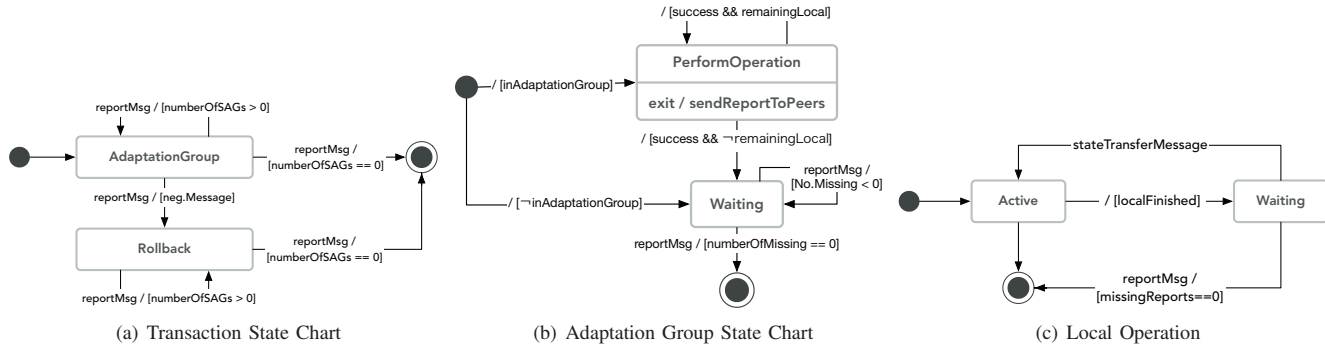 reportMsg / [numberOfSAGs > 0]
AdaptationGroup
reportMsg /
[numberOfSAGs == 0]
reportMsg / [neg.Message]
Rollback
reportMsg /
[numberOfSAGs == 0]
reportMsg / [numberOfSAGs > 0]
(a) Transaction State Chart
/ [success && remainingLocal]
PerformOperation
/ [inAdaptationGroup]
exit / sendReportToPeers
/ [success && ¬remainingLocal]
reportMsg /
[No.Missing < 0]
/ [¬inAdaptationGroup]
Waiting
reportMsg / [numberOfMissing == 0]
(b) Adaptation Group State Chart
stateTransferMessage
Active
/ [localFinished]
Waiting
reportMsg /
[missingReports==0]
(c) Local Operation